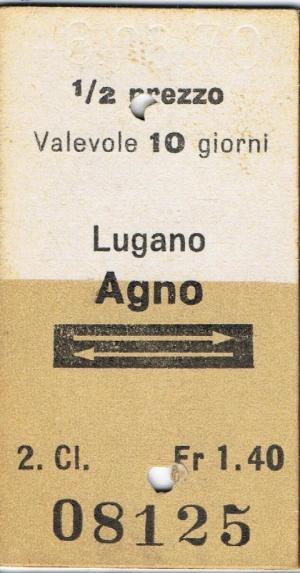 1/2 prezzo
Valevole 10 giorni
Lugano
Agno
2. Cl. Fr 1.40
08125